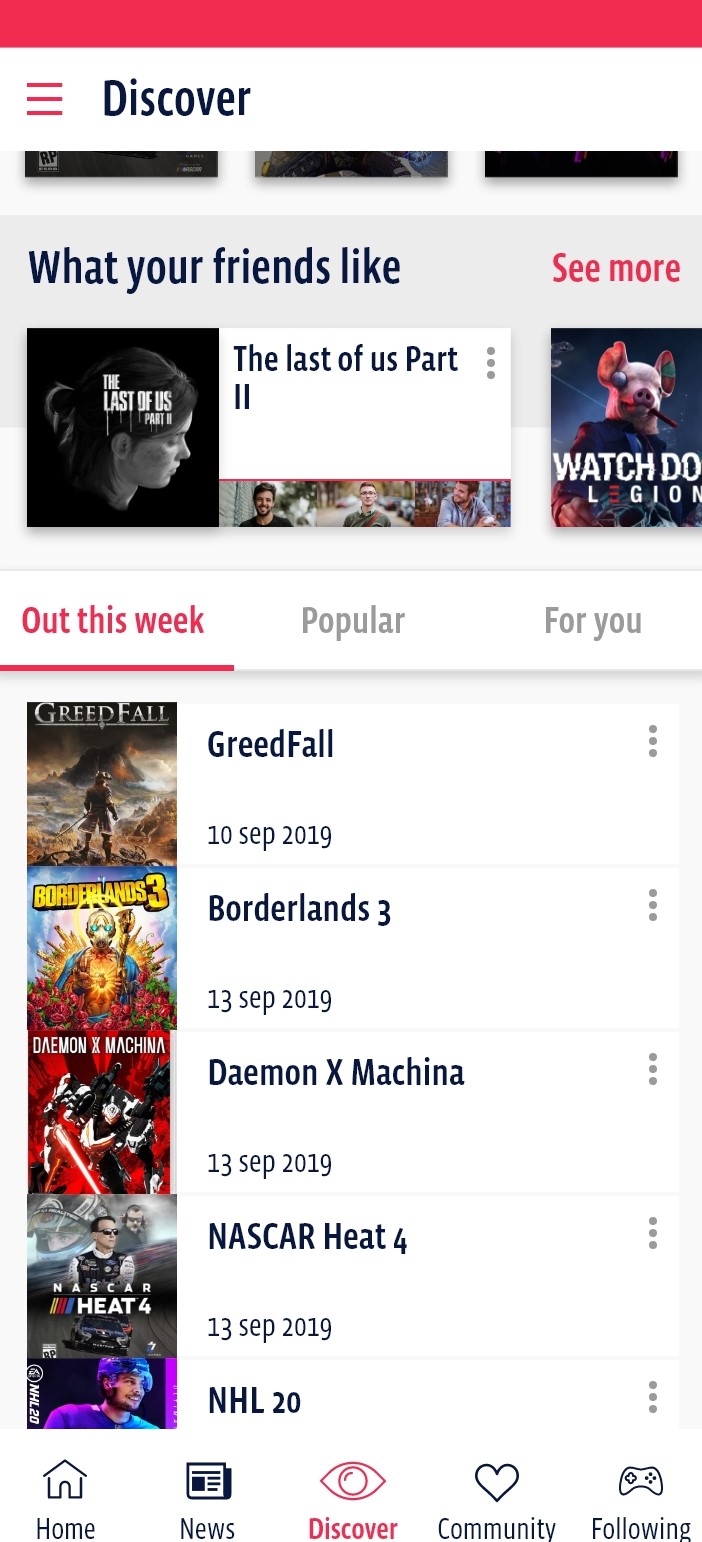 Discover
RP
What your friends like
See more
THE
LAST OF US
PART II
The last of us Part
II
WATCH DO
LEGION
Out this week
Popular
For you
GREEDFALL
GreedFall
10 sep 2019
BORDERLANDS 3
Borderlands 3
13 sep 2019
DAEMON X MACHINA
Daemon X Machina
13 sep 2019
NASCAR
HEAT 4
RP
NASCAR Heat 4
13 sep 2019
NHL 20
NHL 20
Home
News
Discover
Community
Following